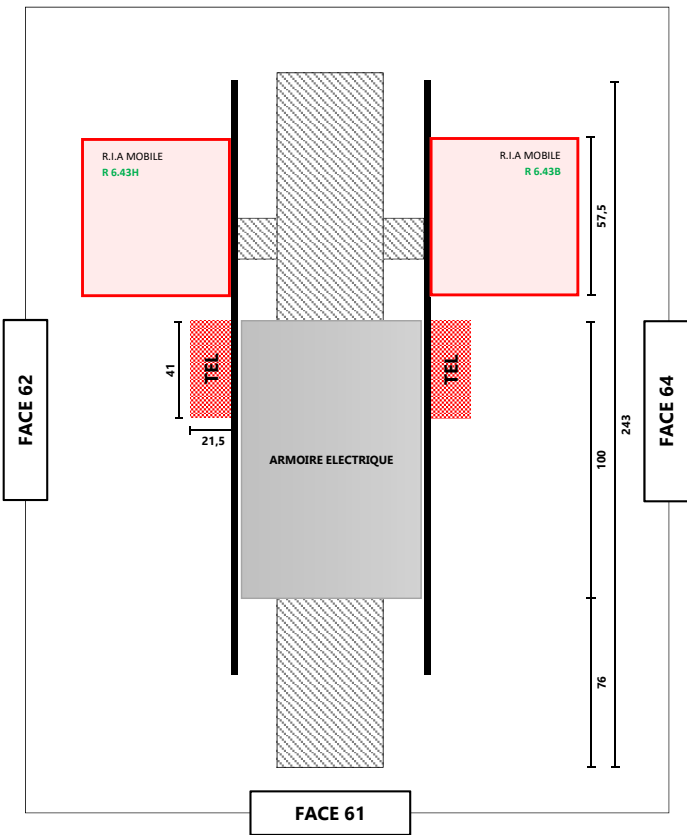 R.I.A MOBILE
R 6.43H
R.I.A MOBILE
R 6.43B
57,5
FACE 62
41
TEL
TEL
21,5
ARMOIRE ELECTRIQUE
100
243
FACE 64
76
FACE 61